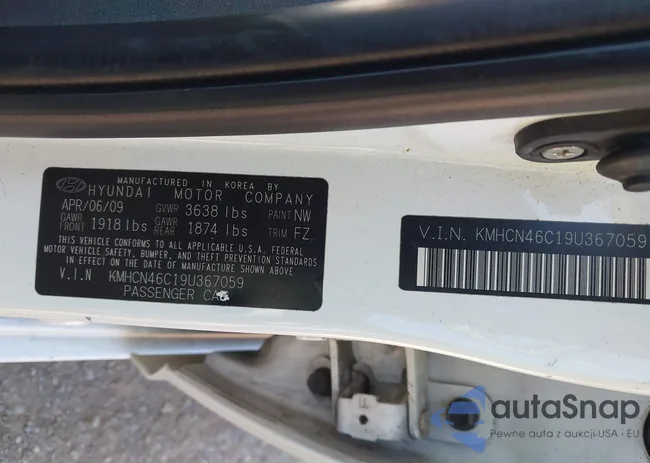 MANUFACTURED IN KOREA BY
HYUNDAI MOTOR COMPANY
APR/06/09 GVWR 3638 lbs PAINT NW
GAWR FRONT 1918 lbs GAWR REAR 1874 lbs TRIM FZ
THIS VEHICLE CONFORMS TO ALL APPLICABLE U.S.A. FEDERAL
MOTOR VEHICLE SAFETY, BUMPER, AND THEFT PREVENTION STANDARDS
IN EFFECT ON THE DATE OF MANUFACTURE SHOWN ABOVE.
V.I.N KMHCN46C19U367059
PASSENGER CA
V.I.N. KMHCN46C19U367059
autaSnap
Pewne auta z aukcji USA i EU